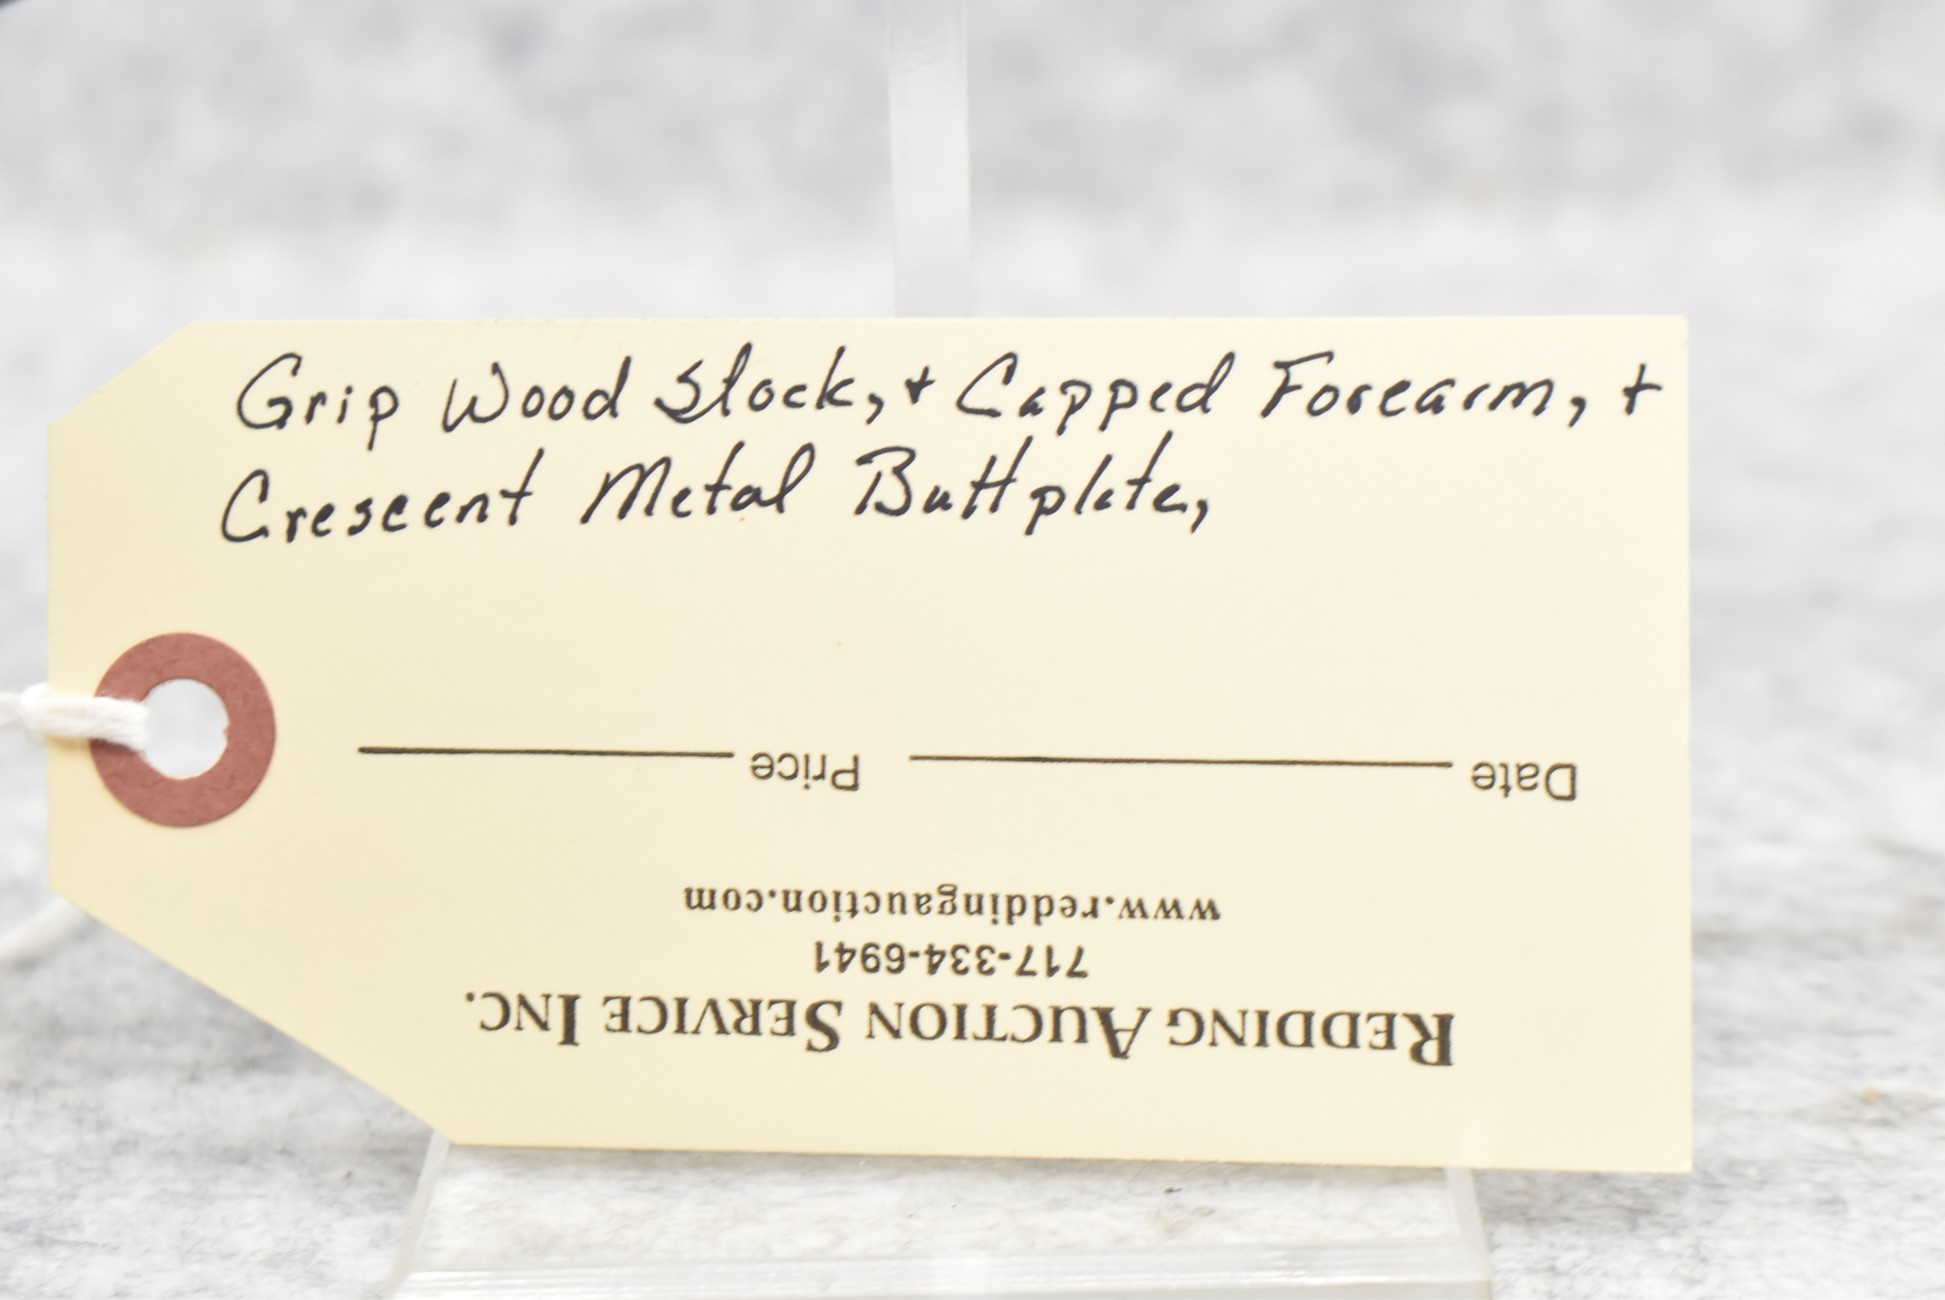 Grip Wood Stock, + Capped Forearm, +
Crescent Metal Buttplate,
REDDING AUCTION SERVICE INC.
717-334-6941
www.reddingauction.com
Date Price